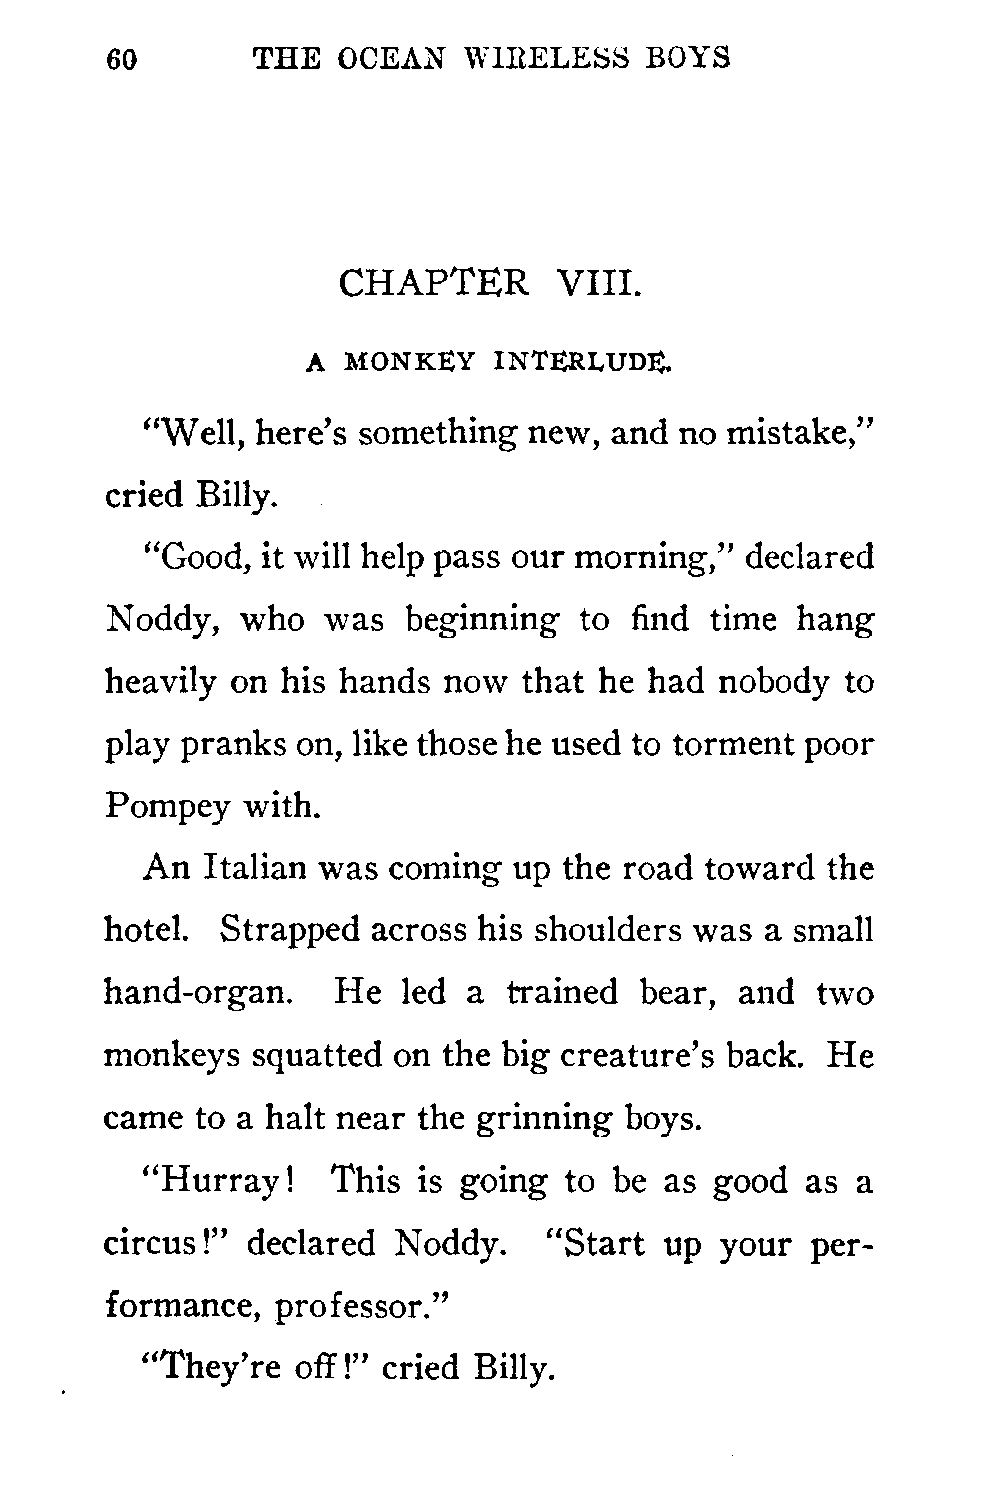 60 THE OCEAN WIRELESS BOYS
CHAPTER VIII.
A MONKEY INTERLUDE.
"Well, here's something new, and no mistake,"
cried Billy.
"Good, it will help pass our morning," declared
Noddy, who was beginning to find time hang
heavily on his hands now that he had nobody to
play pranks on, like those he used to torment poor
Pompey with.
An Italian was coming up the road toward the
hotel. Strapped across his shoulders was a small
hand-organ. He led a trained bear, and two
monkeys squatted on the big creature's back. He
came to a halt near the grinning boys.
"Hurray! This is going to be as good as a
circus!" declared Noddy. "Start up your per-
formance, professor."
"They're off!" cried Billy.